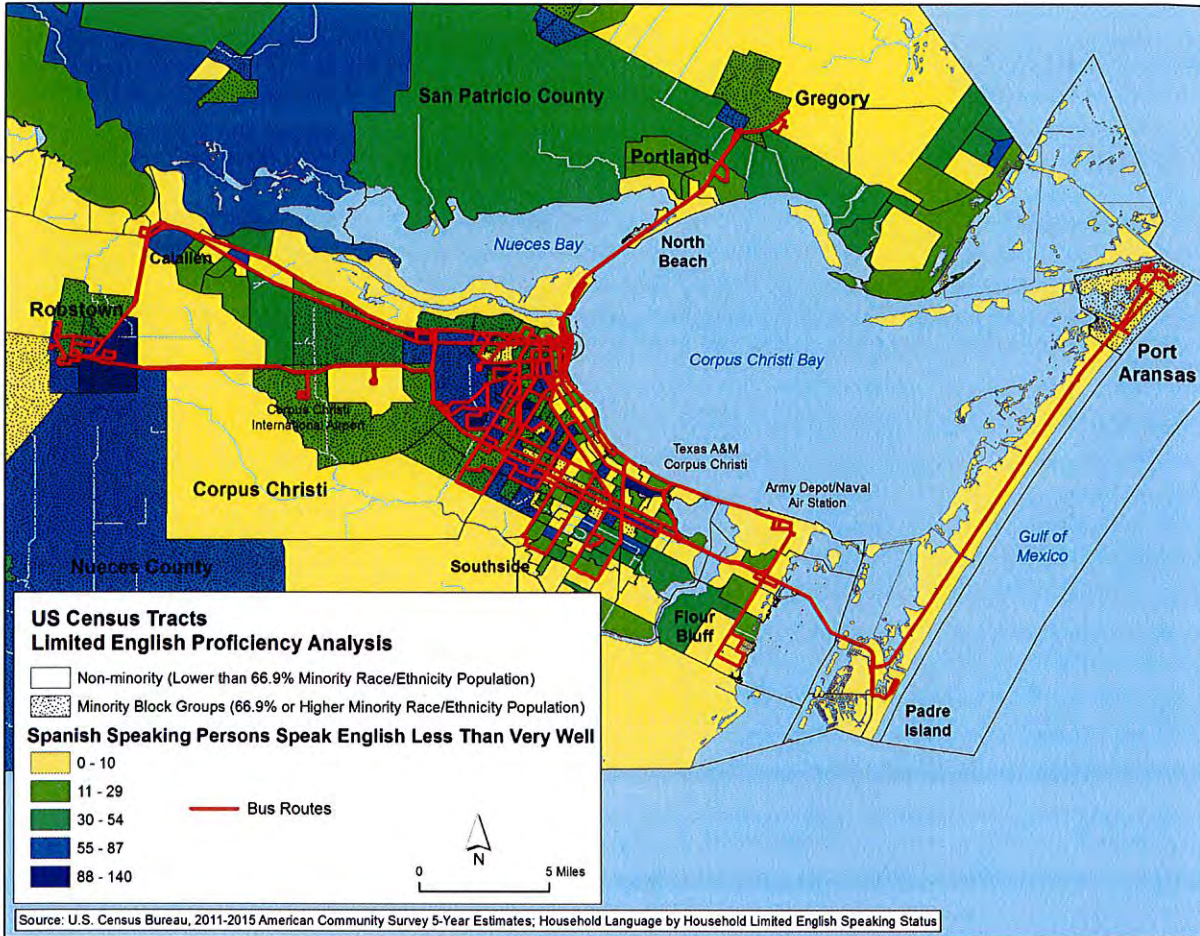 San Patricio County
Gregory
Portland
Nueces Bay
North
Beach
Calallen
Robstown
Corpus Christi Bay
Port
Aransas
Corpus Christi
International Airport
Texas A&M
Corpus Christi
Army Depot/Naval
Air Station
Corpus Christi
Gulf of
Mexico
Nueces County
Southside
Flour
Bluff
Padre
Island
US Census Tracts
Limited English Proficiency Analysis
Non-minority (Lower than 66.9% Minority Race/Ethnicity Population)
Minority Block Groups (66.9% or Higher Minority Race/Ethnicity Population)
Spanish Speaking Persons Speak English Less Than Very Well
0 - 10
11 - 29
30 - 54
55 - 87
88 - 140
Bus Routes
N
0 5 Miles
Source: U.S. Census Bureau, 2011-2015 American Community Survey 5-Year Estimates; Household Language by Household Limited English Speaking Status